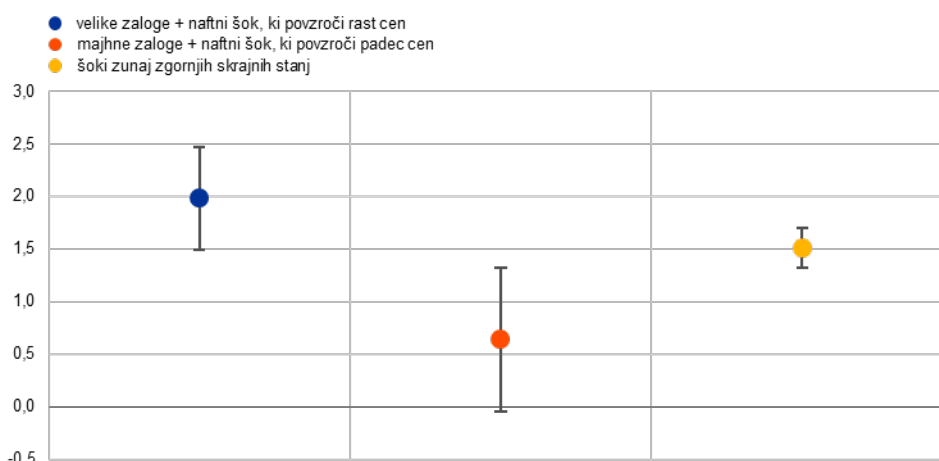 velike zaloge + naftni šok, ki povzroči rast cen
majhne zaloge + naftni šok, ki povzroči padec cen
šoki zunaj zgornjih skrajnih stanj
3,0
2,5
2,0
1,5
1,0
0,5
0,0
-0,5